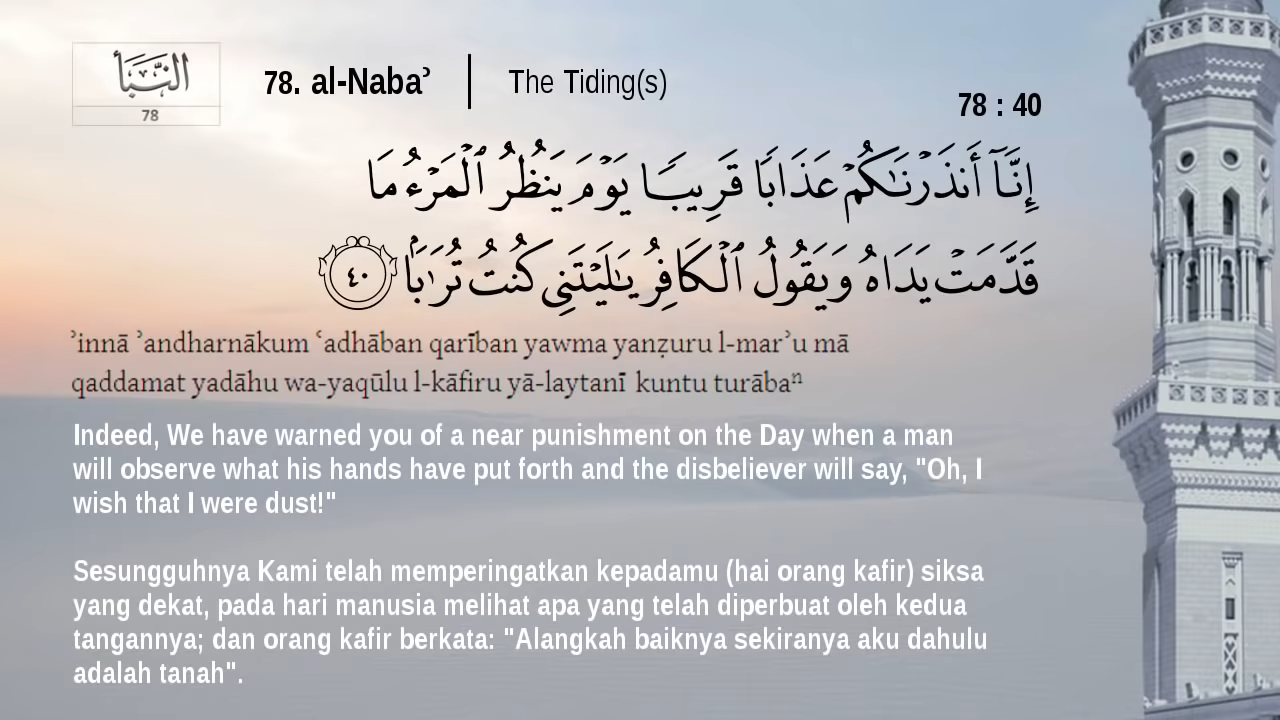 النَّبَأ
78
78. al-Nabaʾ | The Tiding(s)
78 : 40
إِنَّآ أَنذَرْنَـٰكُمْ عَذَابًا قَرِيبًا يَوْمَ يَنظُرُ ٱلْمَرْءُ مَا
قَدَّمَتْ يَدَاهُ وَيَقُولُ ٱلْكَافِرُ يَـٰلَيْتَنِى كُنتُ تُرَٰبًۢا ٤٠
ʾinnā ʾandharnākum ʿadhāban qarīban yawma yanẓuru l-marʾu mā
qaddamat yadāhu wa-yaqūlu l-kāfiru yā-laytanī kuntu turābaⁿ
Indeed, We have warned you of a near punishment on the Day when a man
will observe what his hands have put forth and the disbeliever will say, "Oh, I
wish that I were dust!"
Sesungguhnya Kami telah memperingatkan kepadamu (hai orang kafir) siksa
yang dekat, pada hari manusia melihat apa yang telah diperbuat oleh kedua
tangannya; dan orang kafir berkata: "Alangkah baiknya sekiranya aku dahulu
adalah tanah".